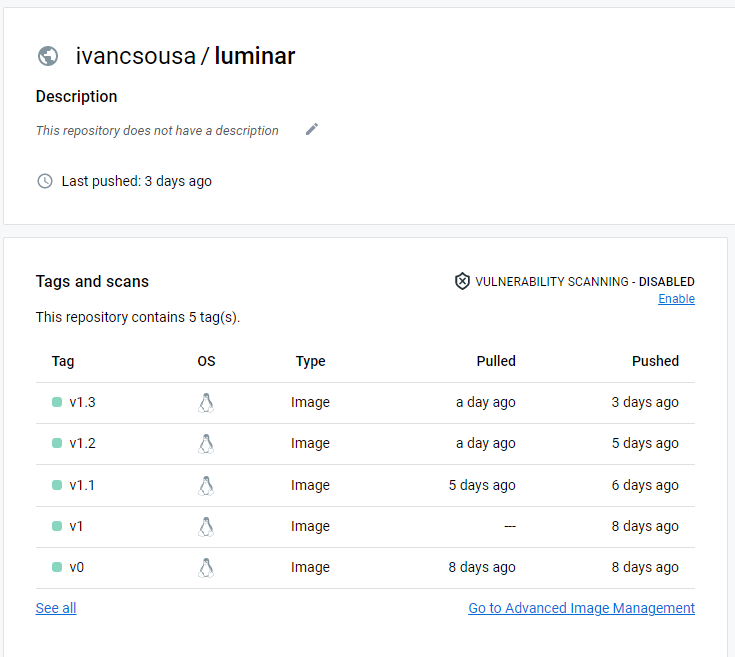 ivancsousa / luminar
Description
This repository does not have a description
Last pushed: 3 days ago
Tags and scans
VULNERABILITY SCANNING - DISABLED
Enable
This repository contains 5 tag(s).
Tag OS Type Pulled Pushed
v1.3 Image a day ago 3 days ago
v1.2 Image a day ago 5 days ago
v1.1 Image 5 days ago 6 days ago
v1 Image --- 8 days ago
v0 Image 8 days ago 8 days ago
See all Go to Advanced Image Management